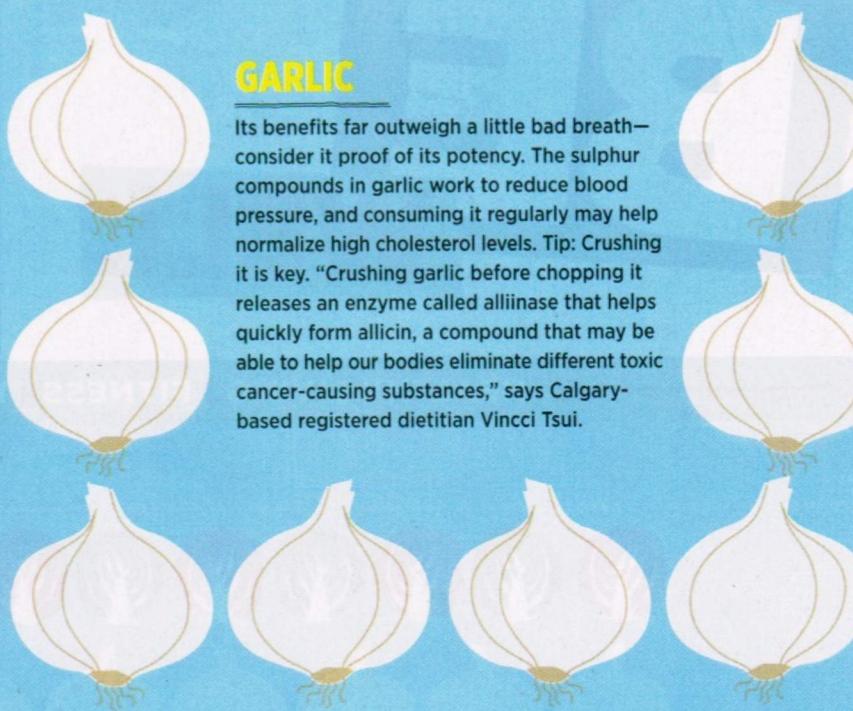 GARLIC
Its benefits far outweigh a little bad breath—
consider it proof of its potency. The sulphur
compounds in garlic work to reduce blood
pressure, and consuming it regularly may help
normalize high cholesterol levels. Tip: Crushing
it is key. “Crushing garlic before chopping it
releases an enzyme called alliinase that helps
quickly form allicin, a compound that may be
able to help our bodies eliminate different toxic
cancer-causing substances,” says Calgary-
based registered dietitian Vincci Tsui.